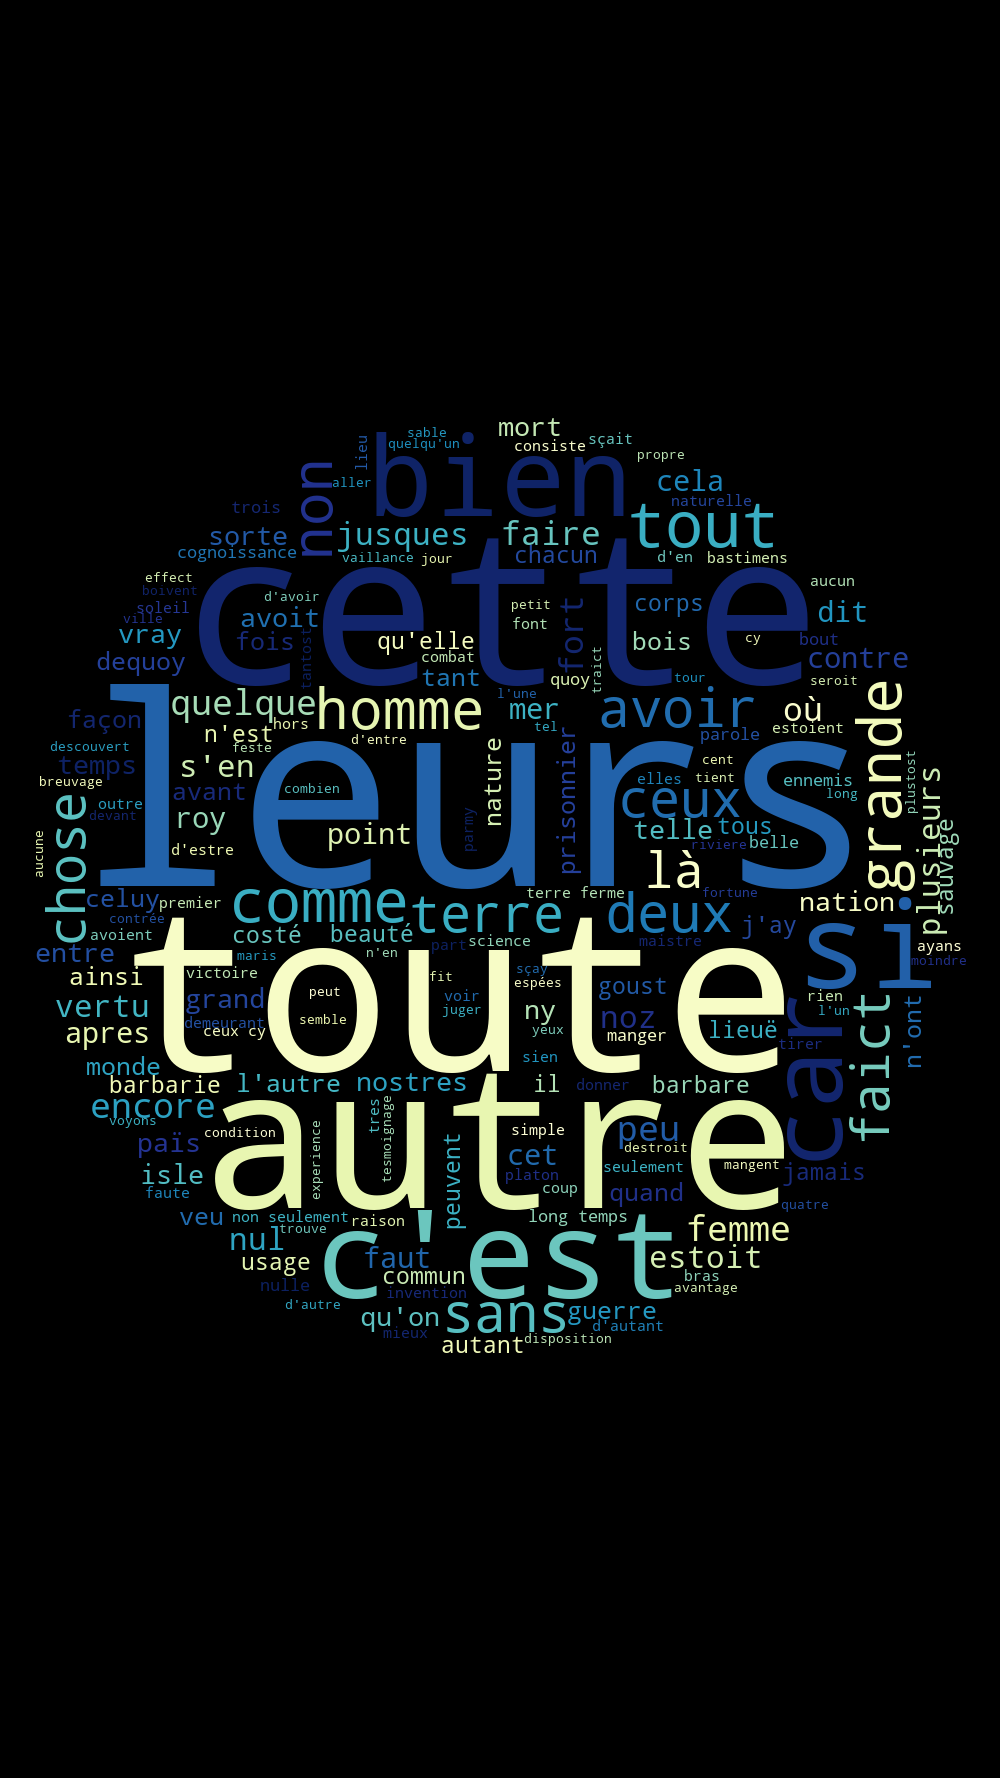 mort
sable
quelqu'un
consiste
sçait
propre
lieu
bien
non
aller
cela
naturelle
trois
tout
sorte
jusques
faire
cognoissance
vaillance
jour
chacun
d'en
bastimens
cette
effect
boivent
aucun
d'avoir
soleil
ville
petit
corps
dit
avoit
font
fort
vray
fois
tantost
qu'elle
bois
cy
bout
combat
dequoy
contre
tant
quoy
traict
tour
seroit
leurs
quelque
homme
l'une
mer
avoir
où
grande
façon
hors
n'est
tel
parole
estoient
d'entre
feste
descouvert
temps
s'en
nature
prisonnier
cent
tient
elles
ennemis
plustost
plusieurs
breuvage
avant
combien
ceux
long
outre
devant
chose
roy
point
parmy
telle
tous
sauvage
aucune
d'estre
riviere
belle
là
celuy
premier
comme
terre ferme
fortune
nation
contrée
terre
deux
j'ay
si
avoient
costé
beauté
part
science
maistre
entre
maris
n'en
ayans
moindre
toute
ainsi
victoire
fit
sçay
espées
goust
peut
voir
rien
vertu
grand
juger
ny
noz
l'un
n'ont
demeurant
semble
ceux cy
yeux
manger
lieuë
car
faict
apres
tirer
monde
sien
barbarie
l'autre
nostres
il
donner
barbare
autre
encore
voyons
tres
tesmoignage
condition
experience
simple
peu
païs
peuvent
cet
destroit
isle
platon
seulement
mangent
jamais
faute
coup
quand
quatre
veu
non seulement
raison
long temps
trouve
c'est
femme
nul
usage
faut
estoit
commun
bras
nulle
invention
avantage
d'autre
qu'on
sans
guerre
mieux
d'autant
autant
disposition